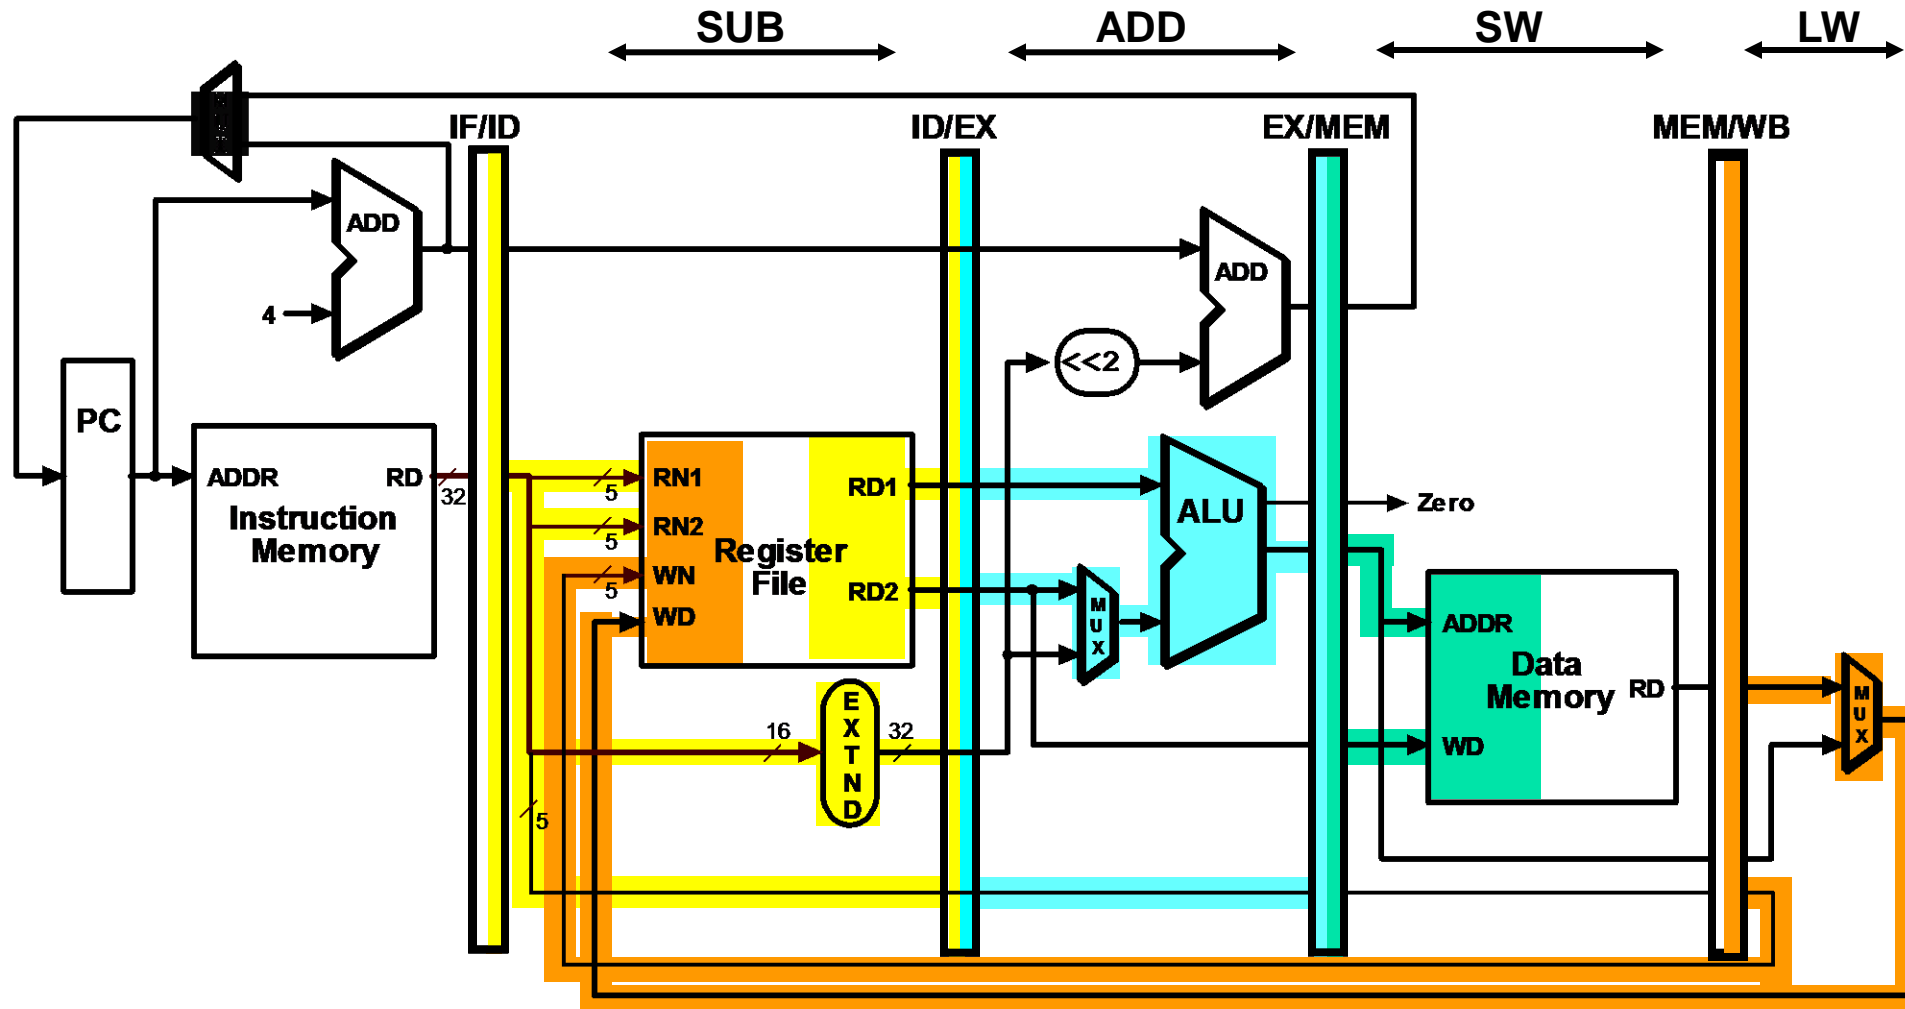 SUB
ADD
SW
LW
IF/ID
ID/EX
EX/MEM
MEM/WB
ADD
4
PC
ADDR
RD
32
Instruction
Memory
5
RN1
5
RN2
5
WN
WD
Register
File
RD1
RD2
16
E
X
T
N
D
32
5
ADD
<<2
ALU
M
U
X
Zero
ADDR
Data
Memory
RD
WD
M
U
X